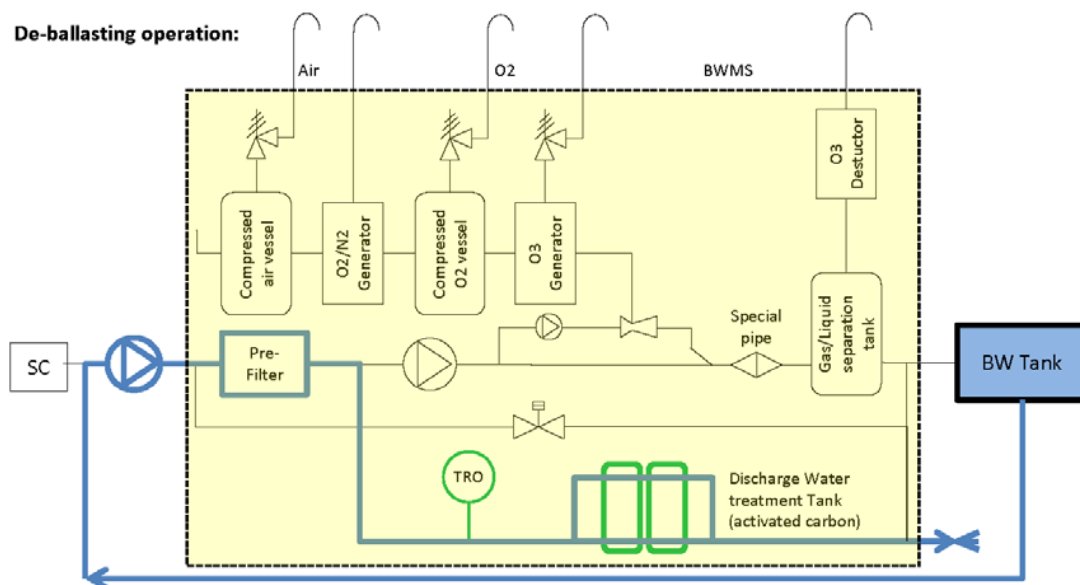 De-ballasting operation:
Air
O2
BWMS
Compressed
air vessel
O2/N2
Generator
Compressed
O2 vessel
O3
Generator
O3
Destuctor
SC
Pre-
Filter
Special
pipe
Gas/Liquid
separation
tank
BW Tank
TRO
Discharge Water
treatment Tank
(activated carbon)